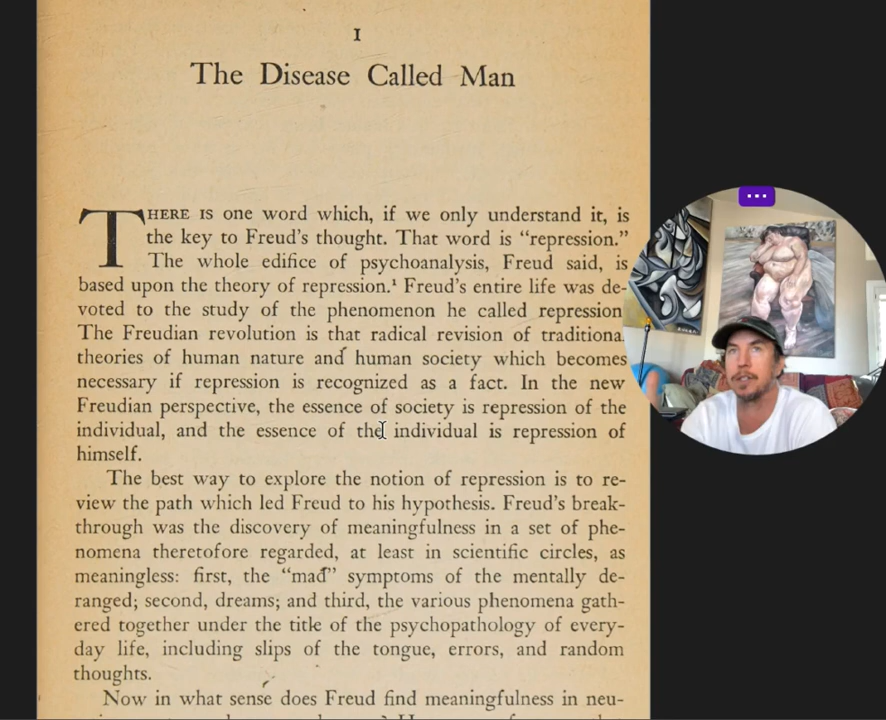 I
The Disease Called Man
THERE IS one word which, if we only understand it, is
the key to Freud's thought. That word is “repression.”
The whole edifice of psychoanalysis, Freud said, is
based upon the theory of repression.¹ Freud's entire life was de-
voted to the study of the phenomenon he called repression
The Freudian revolution is that radical revision of traditiona
theories of human nature and human society which becomes
necessary if repression is recognized as a fact. In the new
Freudian perspective, the essence of society is repression of the
individual, and the essence of the individual is repression of
himself.
The best way to explore the notion of repression is to re-
view the path which led Freud to his hypothesis. Freud's break-
through was the discovery of meaningfulness in a set of phe-
nomena theretofore regarded, at least in scientific circles, as
meaningless: first, the “mad” symptoms of the mentally de-
ranged; second, dreams; and third, the various phenomena gath-
ered together under the title of the psychopathology of every-
day life, including slips of the tongue, errors, and random
thoughts.
Now in what sense does Freud find meaningfulness in neu-